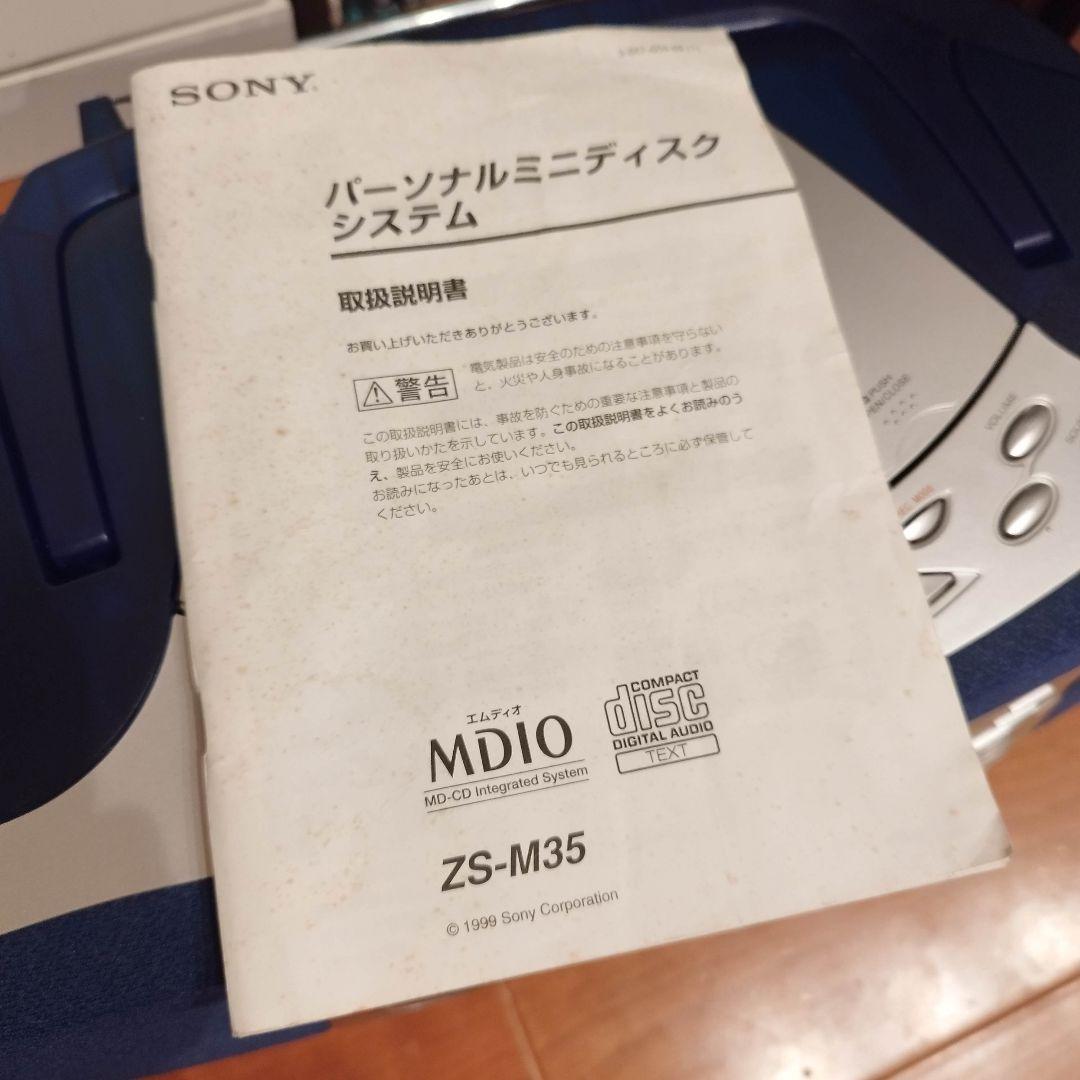 SONY
パーソナルミニディスク
システム
取扱説明書
お買い上げいただきありがとうございます。
警告
電気製品は安全のための注意事項を守らない
と、火災や人身事故になることがあります。
この取扱説明書には、事故を防ぐための重要な注意事項と製品の
取り扱いかたを示しています。この取扱説明書をよくお読みのう
え、製品を安全にお使いください。
お読みになったあとは、いつでも見られるところに必ず保管して
ください。
エムディオ
MDIO
MD-CD Integrated System
COMPACT
disc
DIGITAL AUDIO
TEXT
ZS-M35
© 1999 Sony Corporation
PUSH
OPEN/CLOSE
MODE